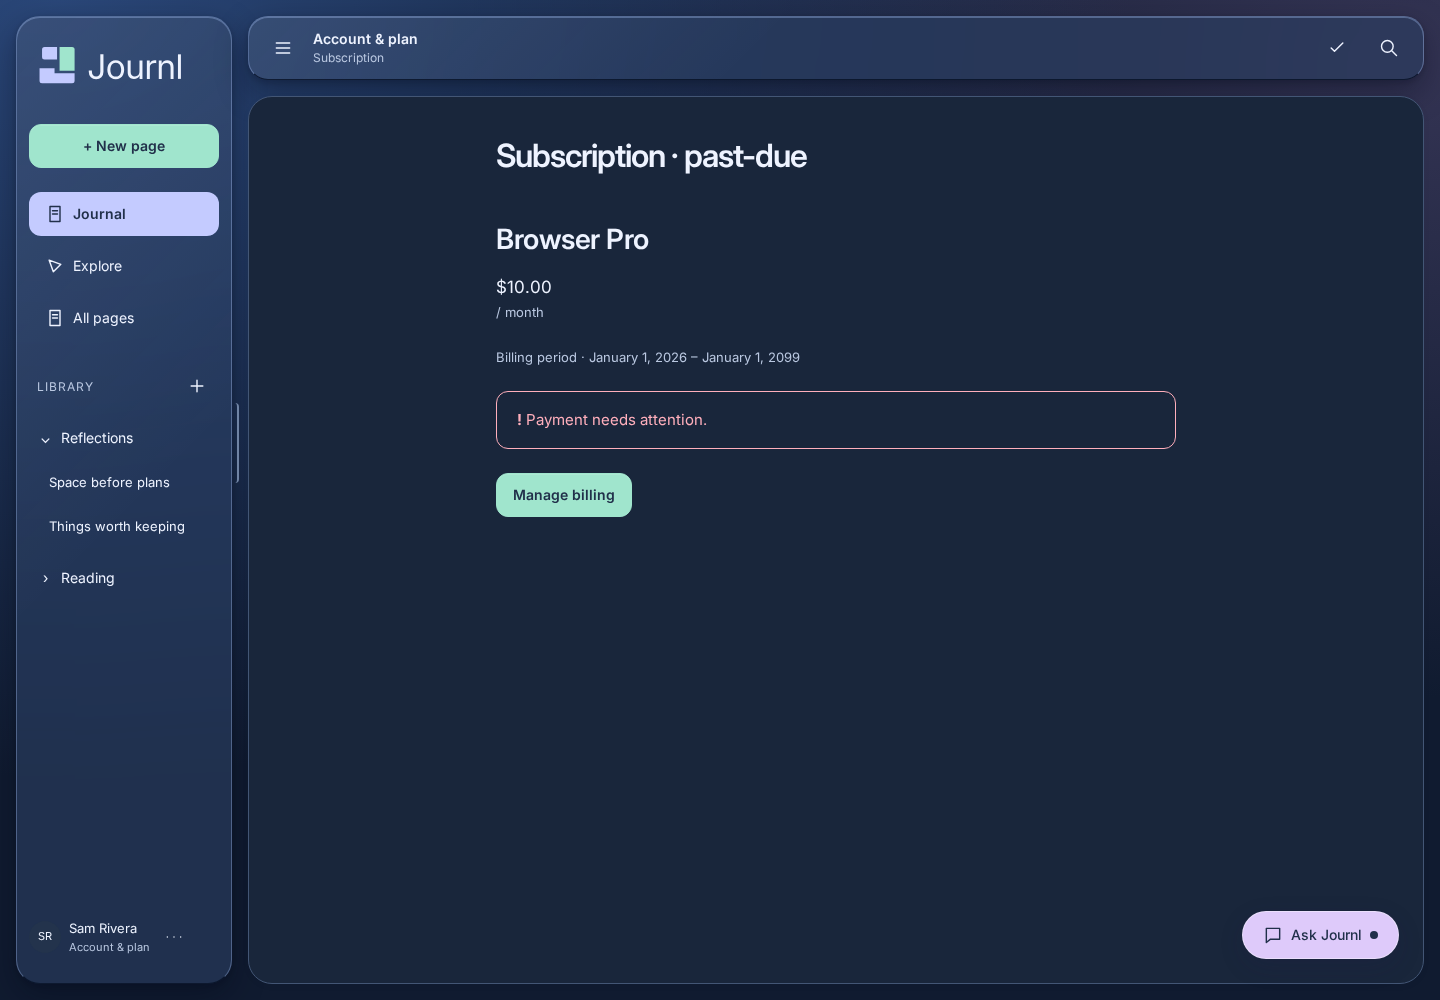 Journl
+ New page
Journal
Explore
All pages
LIBRARY
Reflections
Space before plans
Things worth keeping
Reading
SR
Sam Rivera
Account & plan
Account & plan
Subscription
Subscription · past-due
Browser Pro
$10.00
/ month
Billing period · January 1, 2026 – January 1, 2099
! Payment needs attention.
Manage billing
Ask Journl